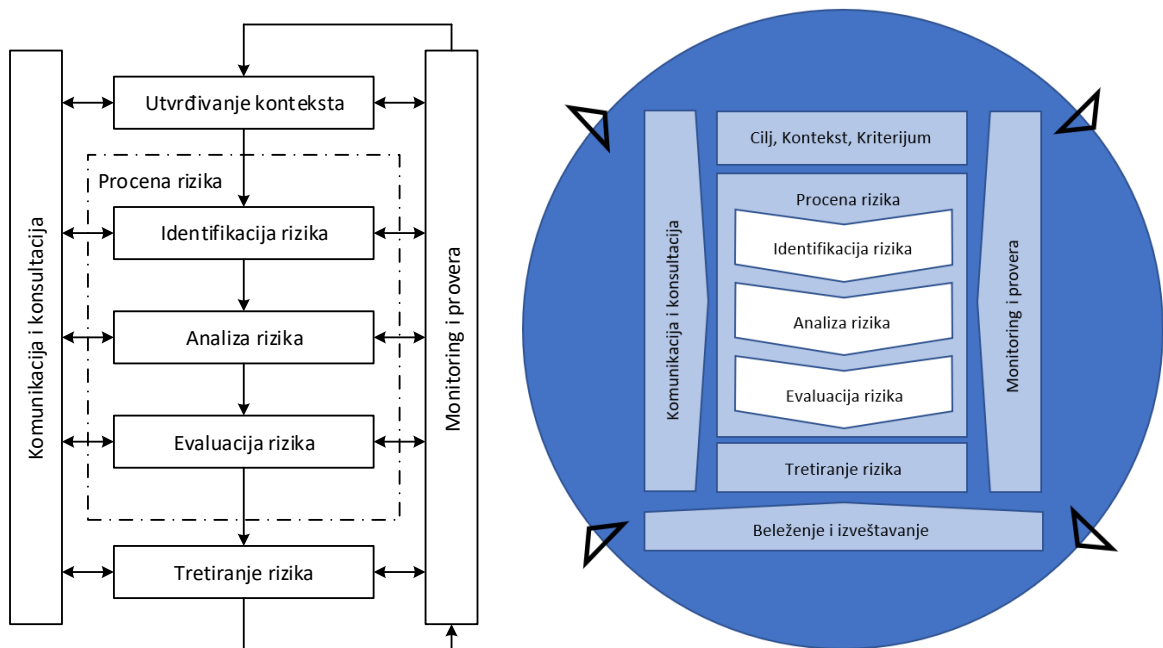 Komunikacija i konsultacija
Utvrđivanje konteksta
Procena rizika
Identifikacija rizika
Analiza rizika
Evaluacija rizika
Tretiranje rizika
Monitoring i provera
Komunikacija i konsultacija
Cilj, Kontekst, Kriterijum
Procena rizika
Identifikacija rizika
Analiza rizika
Evaluacija rizika
Tretiranje rizika
Monitoring i provera
Beleženje i izveštavanje